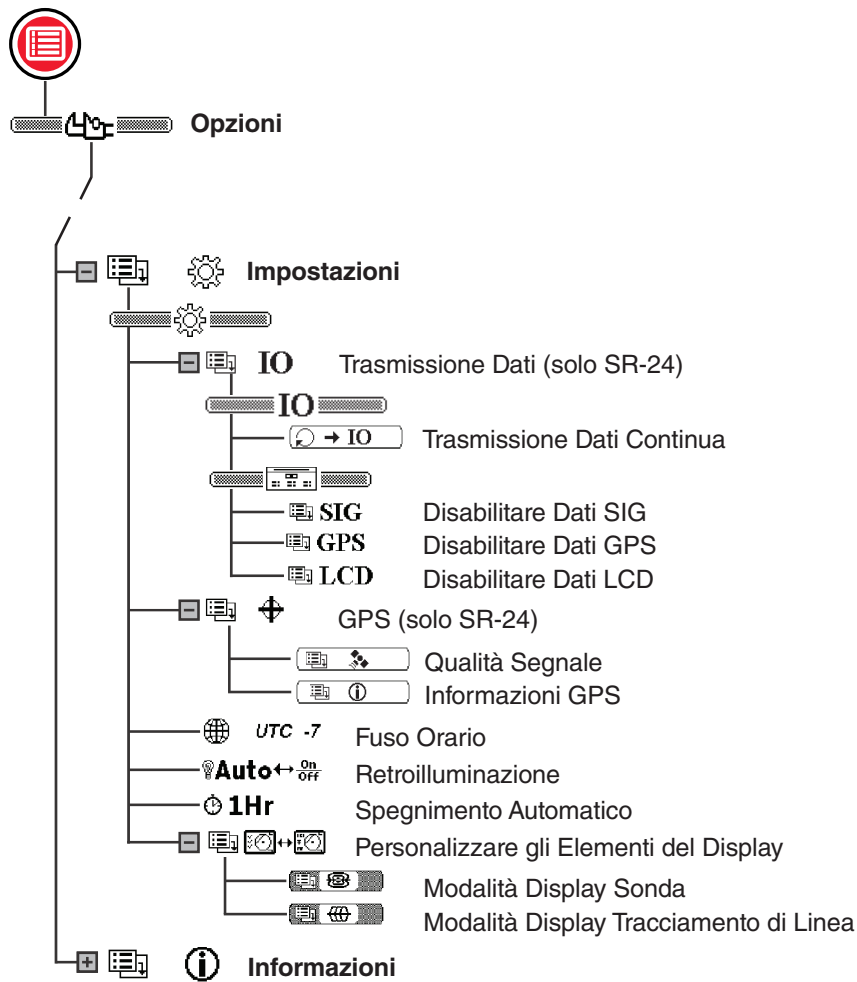 Opzioni
Impostazioni
IO Trasmissione Dati (solo SR-24)
IO
IO Trasmissione Dati Continua
SIG Disabilitare Dati SIG
GPS Disabilitare Dati GPS
LCD Disabilitare Dati LCD
GPS (solo SR-24)
Qualità Segnale
Informazioni GPS
UTC -7 Fuso Orario
Auto On Off Retroilluminazione
1Hr Spegnimento Automatico
Personalizzare gli Elementi del Display
Modalità Display Sonda
Modalità Display Tracciamento di Linea
Informazioni